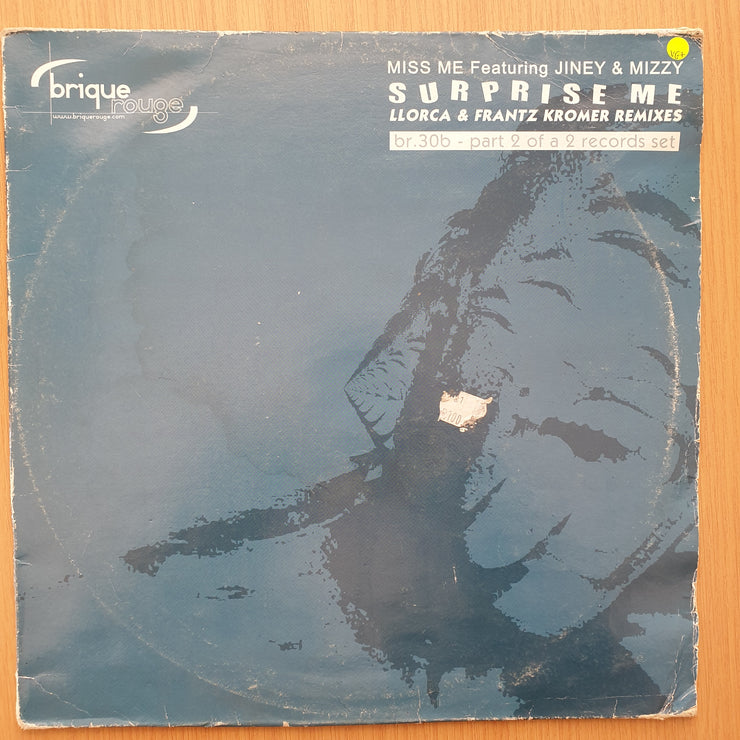 brique
rouge
www.briquerouge.com
MISS ME Featuring JINEY & MIZZY
SURPRISE ME
LLORCA & FRANTZ KROMER REMIXES
br.30b - part 2 of a 2 records set
VG+